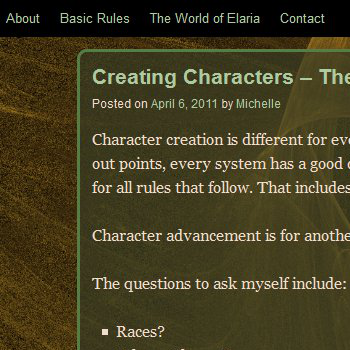 About Basic Rules The World of Elaria Contact
Creating Characters – The
Posted on April 6, 2011 by Michelle
Character creation is different for
out points, every system has a good
for all rules that follow. That includes
Character advancement is for
The questions to ask myself include:
Races?